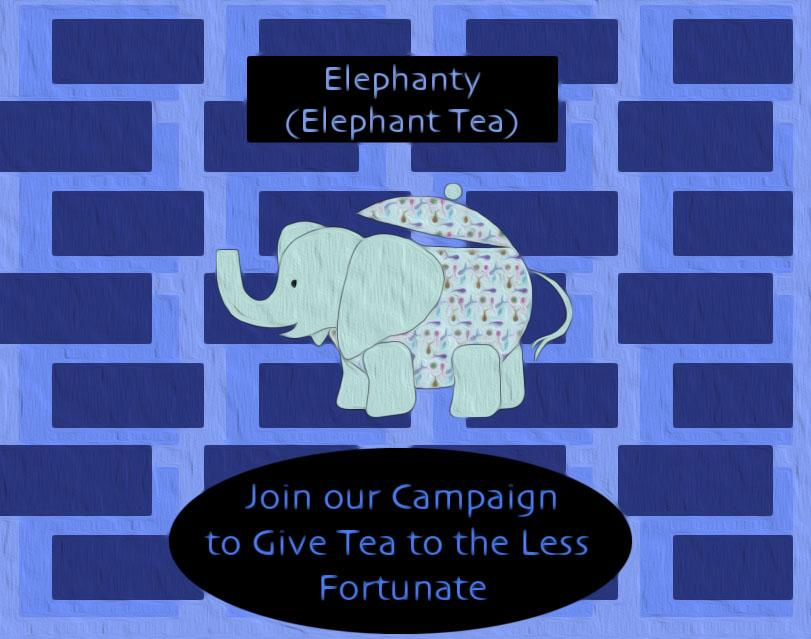 Elephanty
(Elephant Tea)
Join our Campaign
to Give Tea to the Less
Fortunate